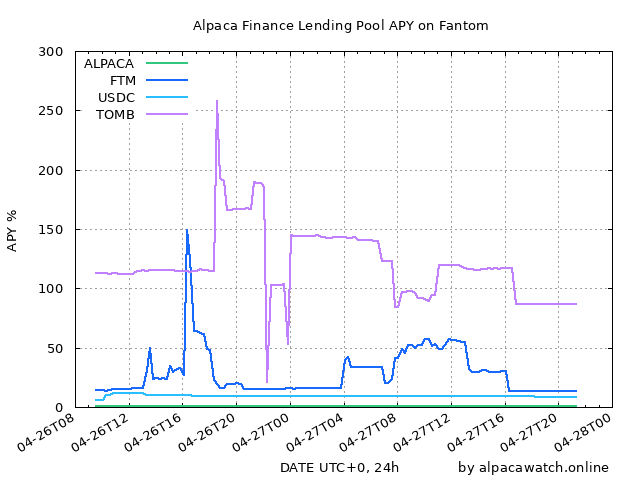 Alpaca Finance Lending Pool APY on Fantom
300
250
200
150
100
50
0
APY %
ALPACA
FTM
USDC
TOMB
04-26T08
04-26T12
04-26T16
04-26T20
04-27T00
04-27T04
04-27T08
04-27T12
04-27T16
04-27T20
04-28T00
DATE UTC+0, 24h
by alpacawatch.online